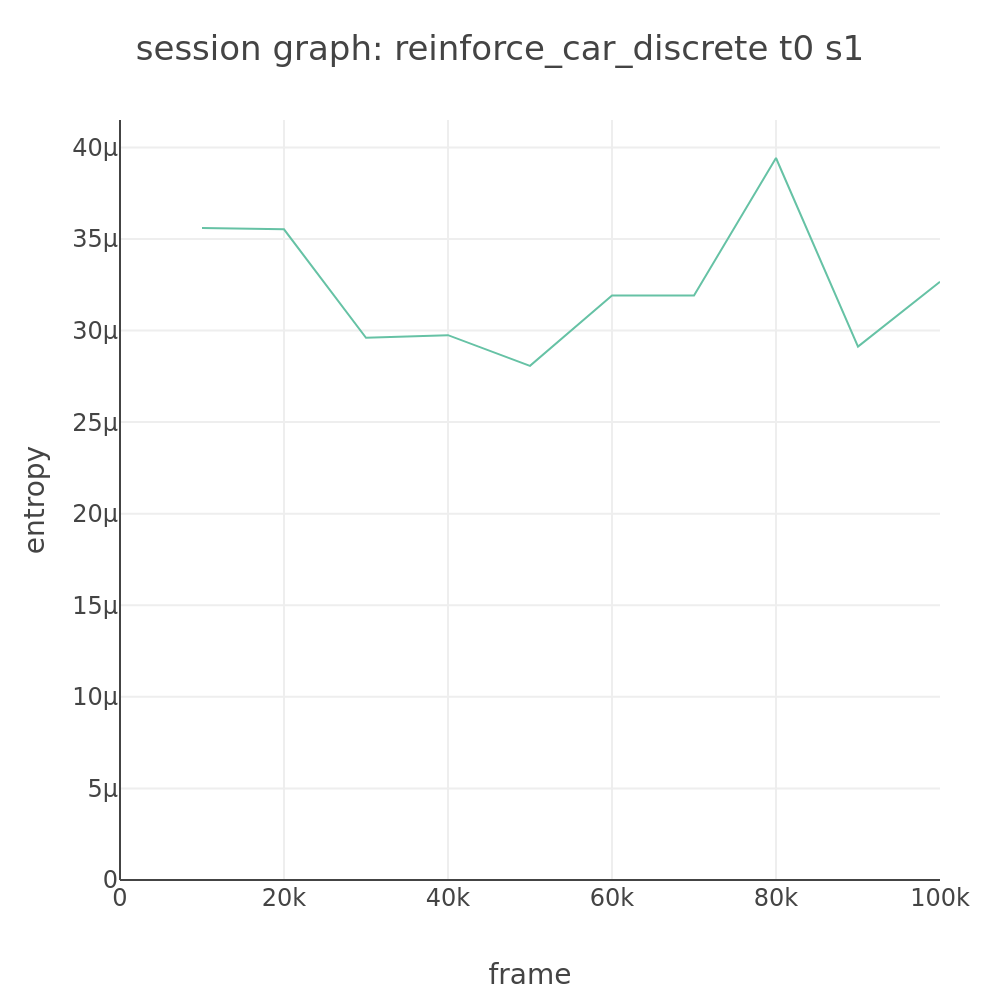 session graph: reinforce_car_discrete t0 s1
40μ
35μ
30μ
25μ
20μ
15μ
10μ
5μ
0
entropy
0 20k 40k 60k 80k 100k
frame